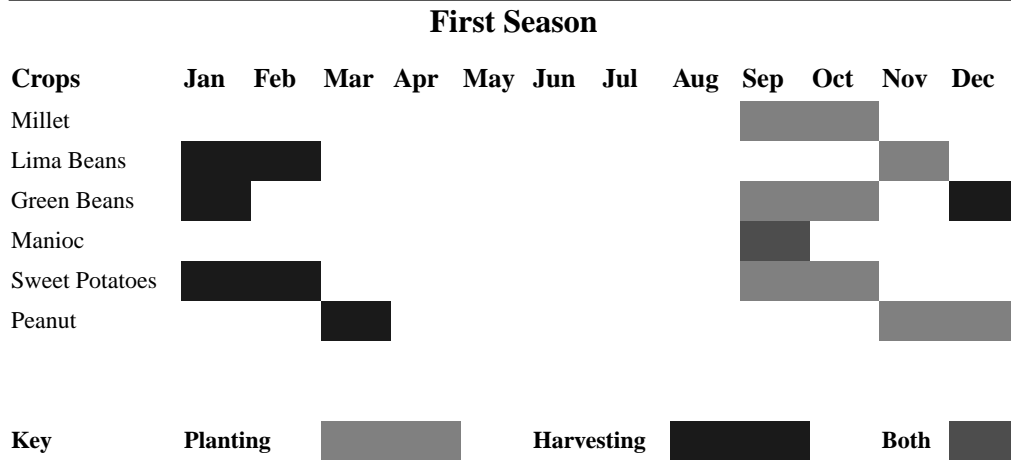 First Season
Crops Jan Feb Mar Apr May Jun Jul Aug Sep Oct Nov Dec
Millet
Lima Beans
Green Beans
Manioc
Sweet Potatoes
Peanut
Key Planting Harvesting Both